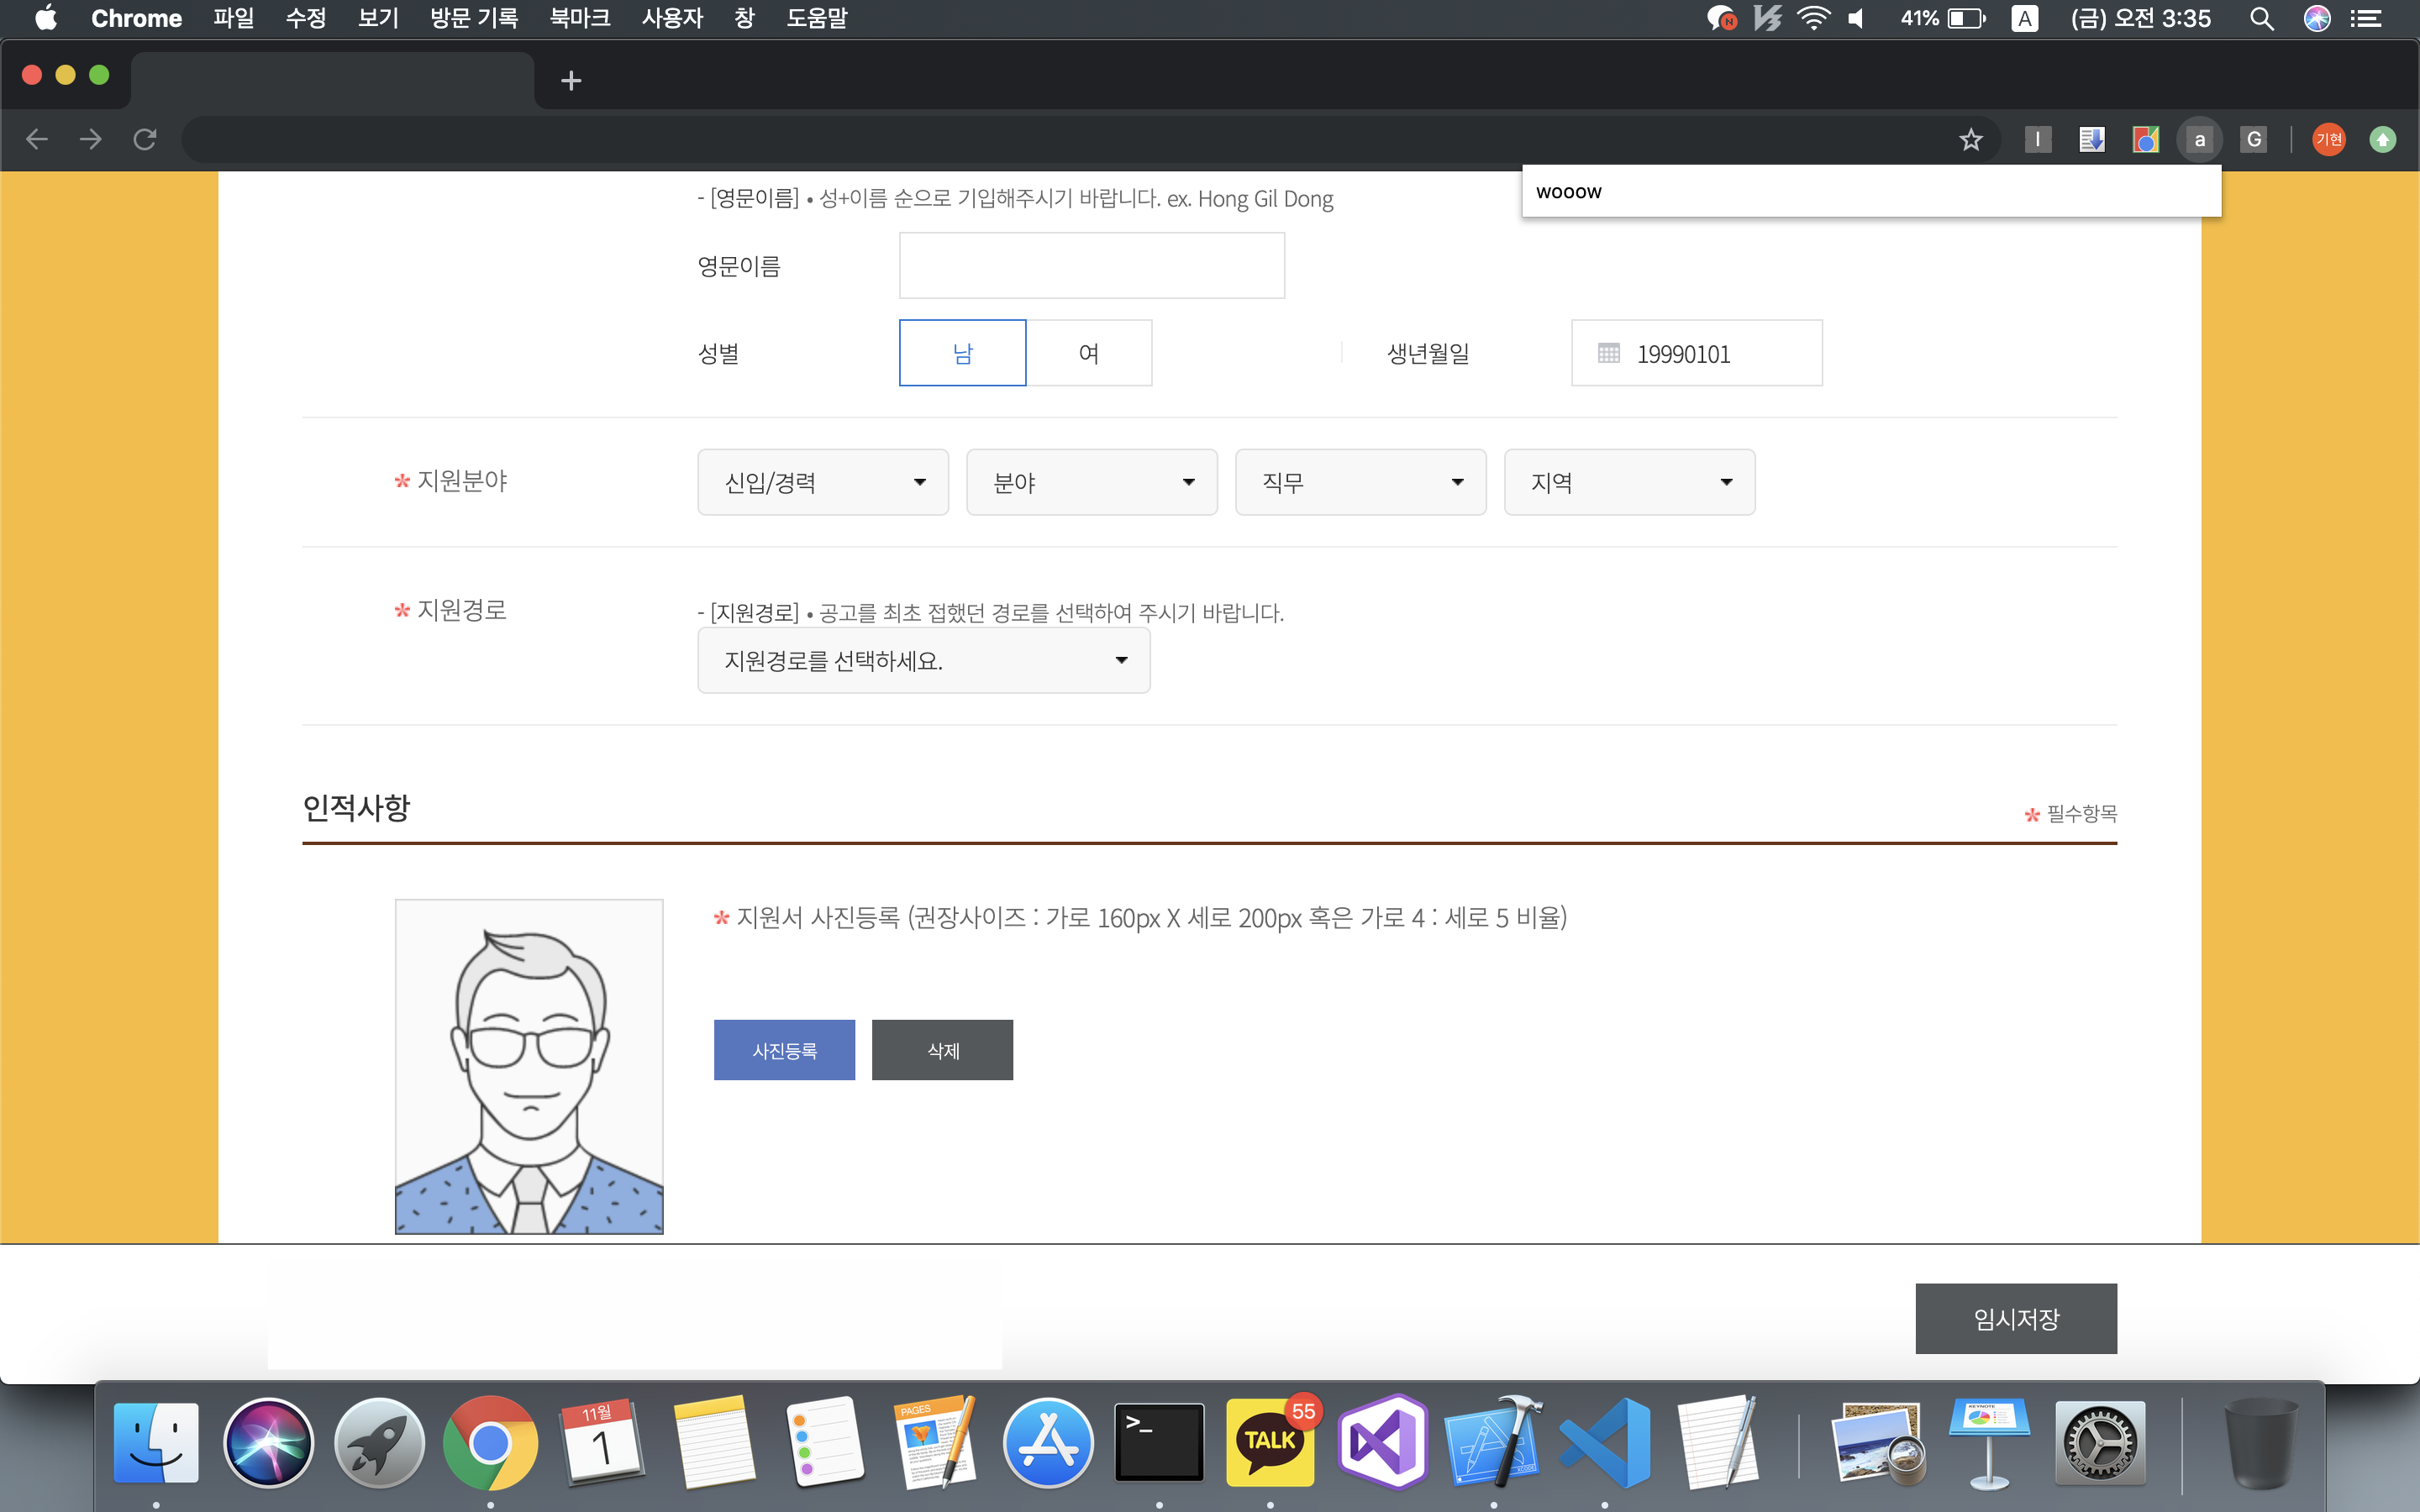 Chrome 파일 수정 보기 방문 기록 북마크 사용자 창 도움말 41% A (금) 오전 3:35
I a G 기현
wooow
- [영문이름] • 성+이름 순으로 기입해주시기 바랍니다. ex. Hong Gil Dong
영문이름
성별 남 여 생년월일 19990101
* 지원분야 신입/경력 분야 직무 지역
* 지원경로 - [지원경로] • 공고를 최초 접했던 경로를 선택하여 주시기 바랍니다.
지원경로를 선택하세요.
인적사항 * 필수항목
* 지원서 사진등록 (권장사이즈 : 가로 160px X 세로 200px 혹은 가로 4 : 세로 5 비율)
사진등록 삭제
임시저장
11월
1
PAGES
>_
TALK
55
KEYNOTE
XCODE